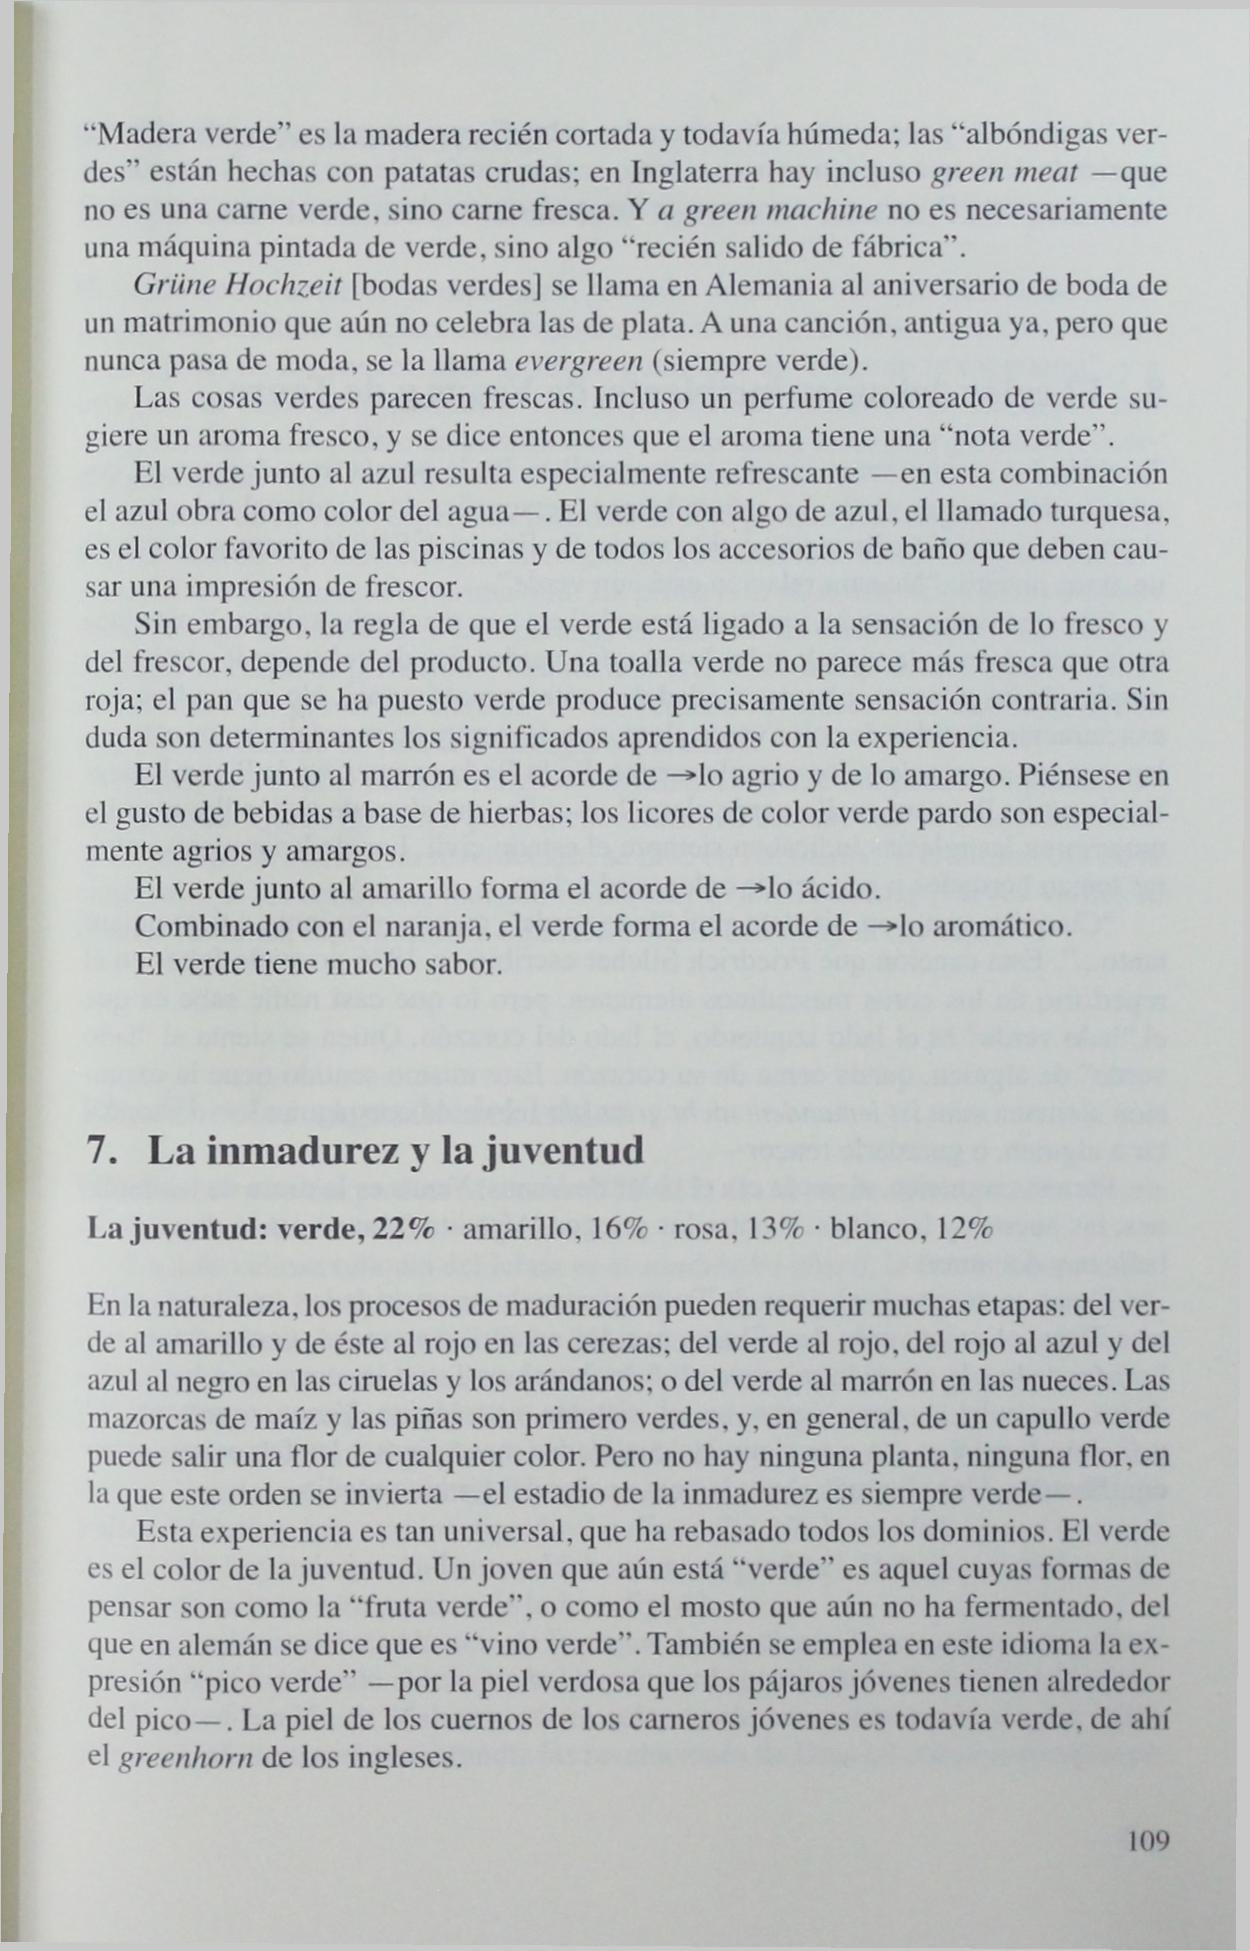 “Madera verde” es la madera recién cortada y todavía húmeda; las “albóndigas ver-
des” están hechas con patatas crudas; en Inglaterra hay incluso green meat —que
no es una carne verde, sino carne fresca. Y a green machine no es necesariamente
una máquina pintada de verde, sino algo “recién salido de fábrica”.
Grüne Hochzeit [bodas verdes] se llama en Alemania al aniversario de boda de
un matrimonio que aún no celebra las de plata. A una canción, antigua ya, pero que
nunca pasa de moda, se la llama evergreen (siempre verde).
Las cosas verdes parecen frescas. Incluso un perfume coloreado de verde su-
giere un aroma fresco, y se dice entonces que el aroma tiene una “nota verde”.
El verde junto al azul resulta especialmente refrescante —en esta combinación
el azul obra como color del agua—. El verde con algo de azul, el llamado turquesa,
es el color favorito de las piscinas y de todos los accesorios de baño que deben cau-
sar una impresión de frescor.
Sin embargo, la regla de que el verde está ligado a la sensación de lo fresco y
del frescor, depende del producto. Una toalla verde no parece más fresca que otra
roja; el pan que se ha puesto verde produce precisamente sensación contraria. Sin
duda son determinantes los significados aprendidos con la experiencia.
El verde junto al marrón es el acorde de →lo agrio y de lo amargo. Piénsese en
el gusto de bebidas a base de hierbas; los licores de color verde pardo son especial-
mente agrios y amargos.
El verde junto al amarillo forma el acorde de →lo ácido.
Combinado con el naranja, el verde forma el acorde de →lo aromático.
El verde tiene mucho sabor.
7. La inmadurez y la juventud
La juventud: verde, 22% · amarillo, 16% · rosa, 13% · blanco, 12%
En la naturaleza, los procesos de maduración pueden requerir muchas etapas: del ver-
de al amarillo y de éste al rojo en las cerezas; del verde al rojo, del rojo al azul y del
azul al negro en las ciruelas y los arándanos; o del verde al marrón en las nueces. Las
mazorcas de maíz y las piñas son primero verdes, y, en general, de un capullo verde
puede salir una flor de cualquier color. Pero no hay ninguna planta, ninguna flor, en
la que este orden se invierta —el estadio de la inmadurez es siempre verde—.
Esta experiencia es tan universal, que ha rebasado todos los dominios. El verde
es el color de la juventud. Un joven que aún está “verde” es aquel cuyas formas de
pensar son como la “fruta verde”, o como el mosto que aún no ha fermentado, del
que en alemán se dice que es “vino verde”. También se emplea en este idioma la ex-
presión “pico verde” —por la piel verdosa que los pájaros jóvenes tienen alrededor
del pico—. La piel de los cuernos de los carneros jóvenes es todavía verde, de ahí
el greenhorn de los ingleses.
109